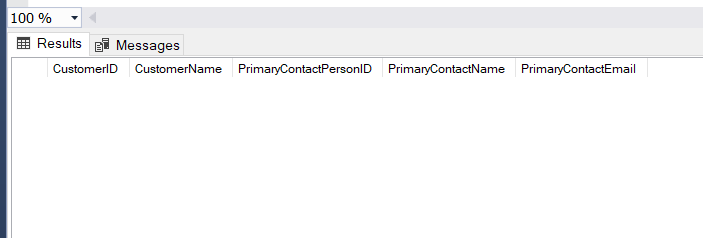 100 %
Results Messages
CustomerID CustomerName PrimaryContactPersonID PrimaryContactName PrimaryContactEmail